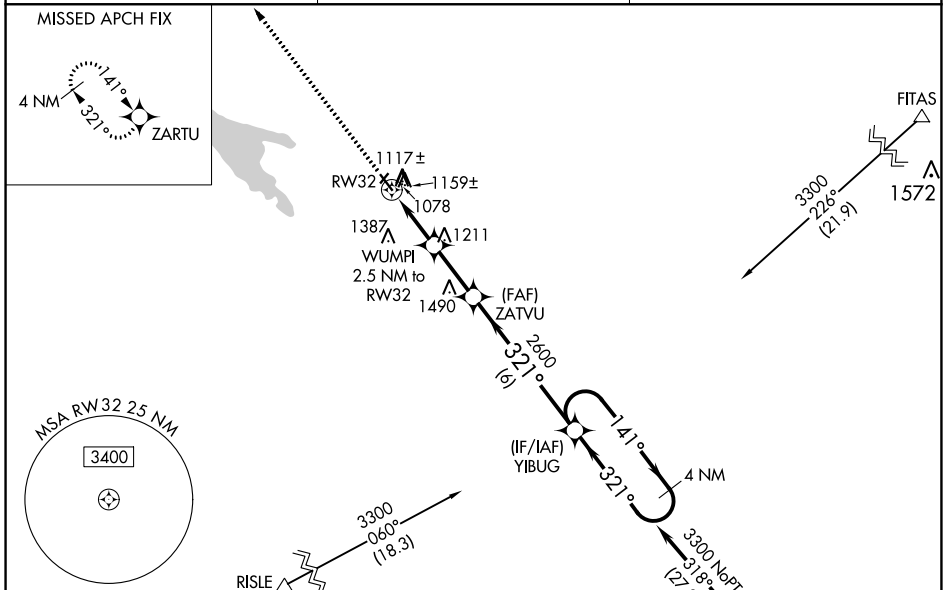 MISSED APCH FIX
4 NM
141°
321°
ZARTU
FITAS
1572
3300
226°
(21.9)
1117±
RW32
1159±
1078
1387
1211
WUMPI
2.5 NM to
RW32
1490
(FAF)
ZATVU
2600
321°
(6)
(IF/IAF)
YIBUG
141°
321°
4 NM
MSA RW32 25 NM
3400
3300
060°
(18.3)
RISLE
3300 NoPT
318°